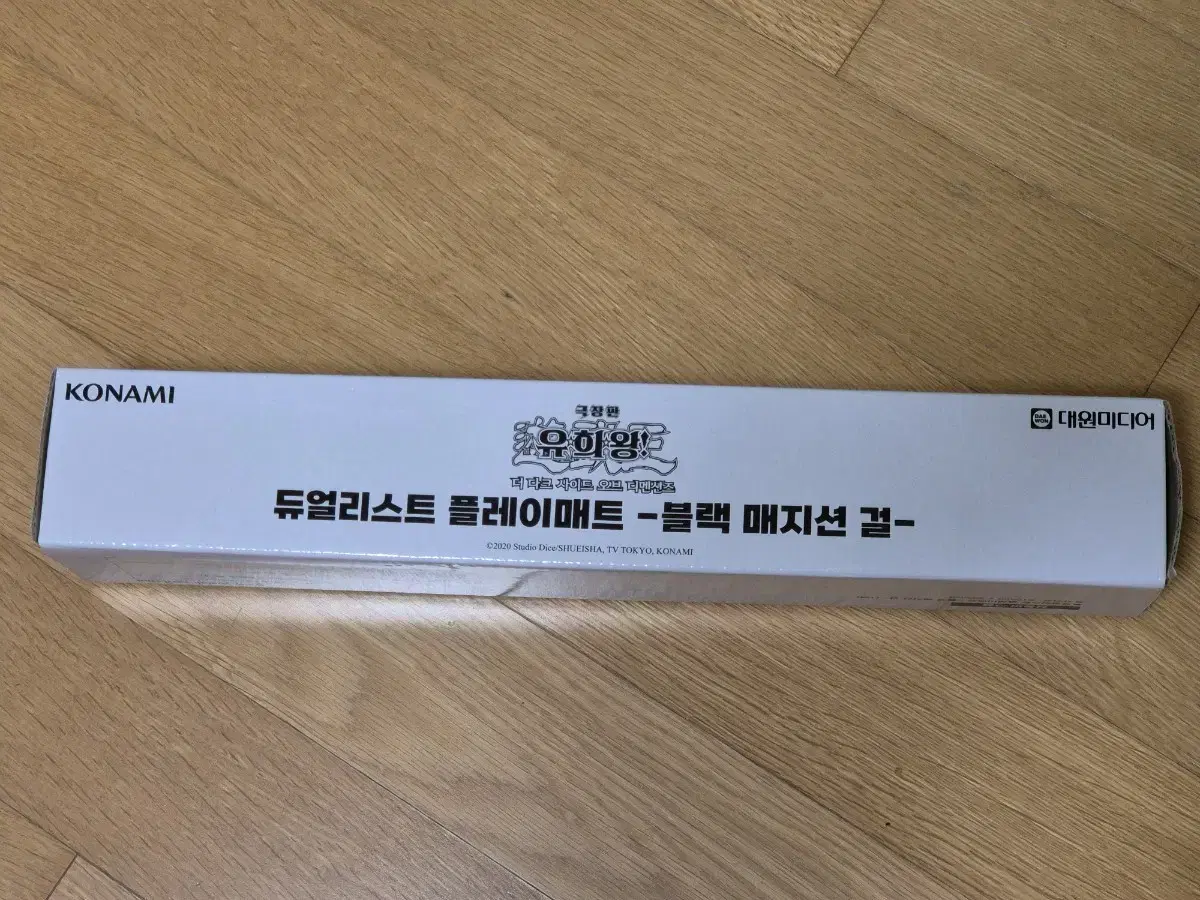 KONAMI
극장판
유희왕!
더 다크 사이드 오브 디멘션즈
DAE WON 대원미디어
듀얼리스트 플레이매트 -블랙 매지션 걸-
©2020 Studio Dice/SHUEISHA, TV TOKYO, KONAMI